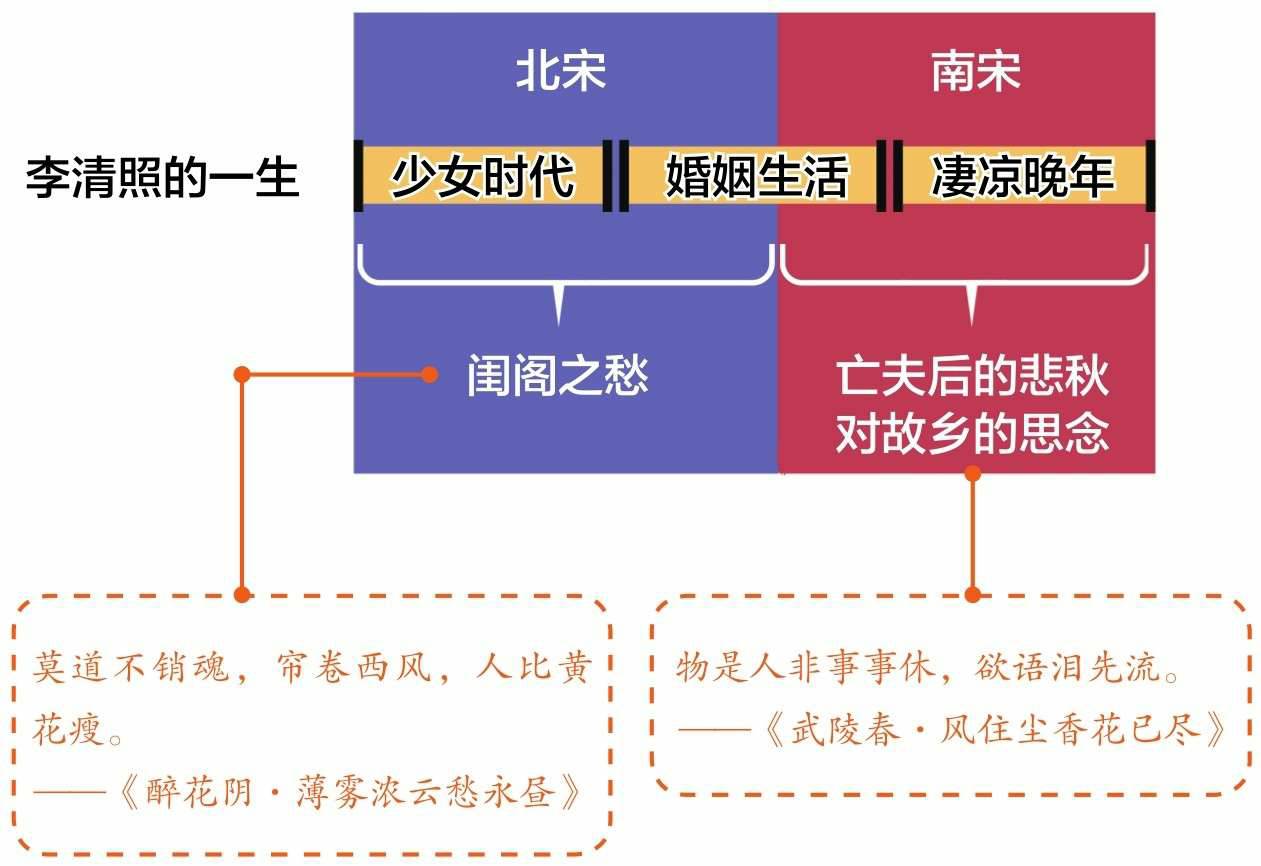 北宋
南宋
李清照的一生
少女时代
婚姻生活
凄凉晚年
闺阁之愁
亡夫后的悲秋
对故乡的思念
莫道不销魂，帘卷西风，人比黄
花瘦。
——《醉花阴·薄雾浓云愁永昼》
物是人非事事休，欲语泪先流。
——《武陵春·风住尘香花已尽》